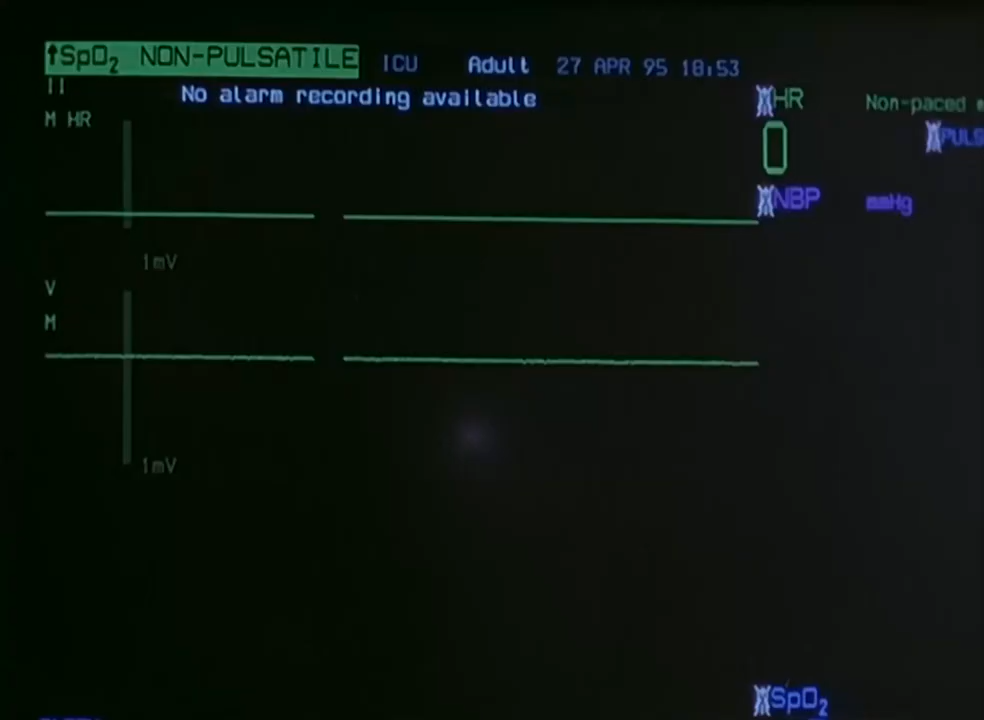 ↑SpO₂ NON-PULSATILE ICU Adult 27 APR 95 18:53
II No alarm recording available
M HR
HR Non-paced
0
PULS
NBP mmHg
1mV
V
M
1mV
SpO₂